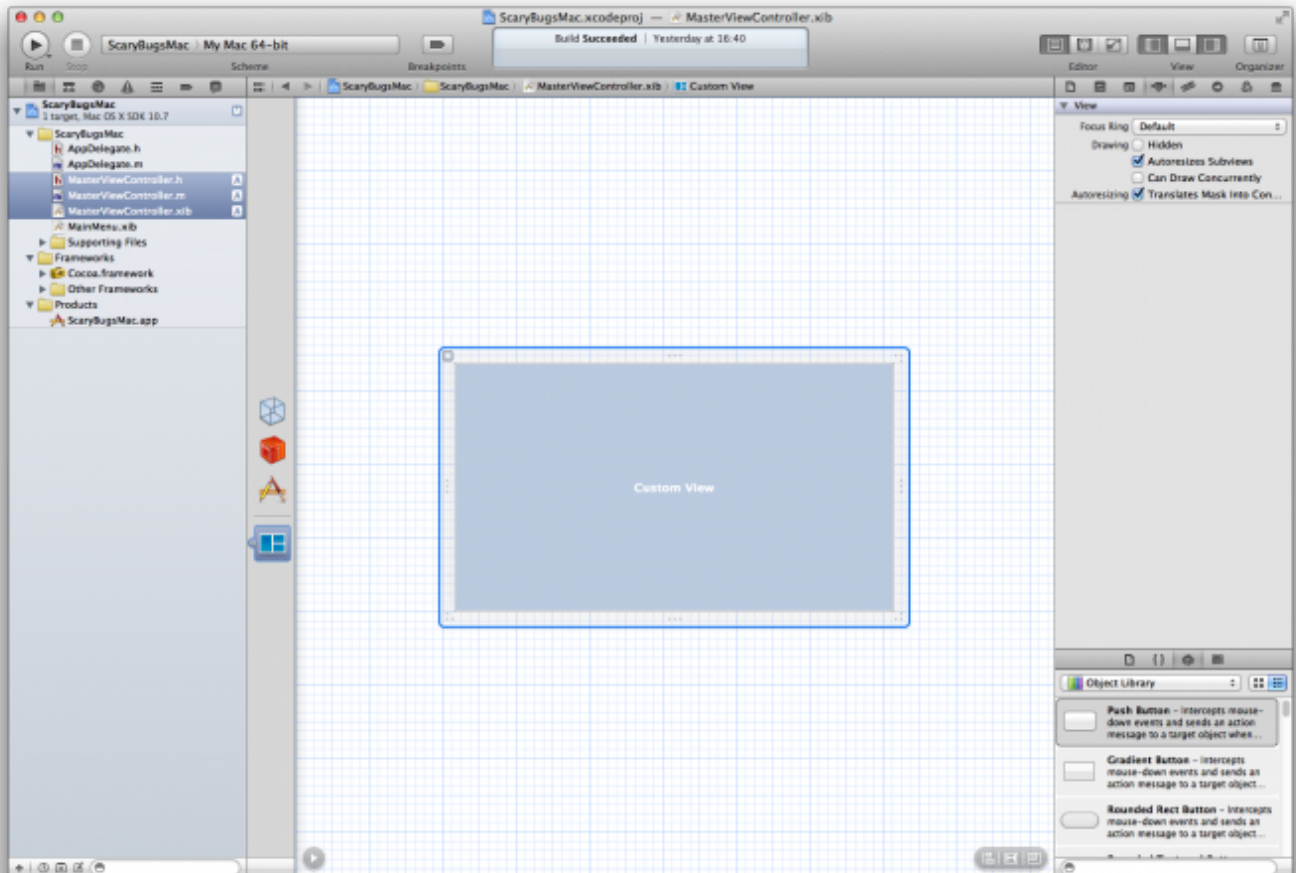 ScaryBugsMac.xcodeproj — MasterViewController.xib
ScaryBugsMac My Mac 64-bit
Build Succeeded | Yesterday at 16:40
Run Stop Scheme Breakpoints Editor View Organizer
ScaryBugsMac ScaryBugsMac MasterViewController.xib Custom View
ScaryBugsMac
1 target, Mac OS X SDK 10.7
ScaryBugsMac
AppDelegate.h
AppDelegate.m
MasterViewController.h A
MasterViewController.m A
MasterViewController.xib A
MainMenu.xib
Supporting Files
Frameworks
Cocoa.framework
Other Frameworks
Products
ScaryBugsMac.app
Custom View
View
Focus Ring Default
Drawing Hidden
Autoresizes Subviews
Can Draw Concurrently
Autoresizing Translates Mask Into Con...
Object Library
Push Button – Intercepts mouse-
down events and sends an action
message to a target object when...
Gradient Button – Intercepts
mouse-down events and sends an
action message to a target object...
Rounded Rect Button – Intercepts
mouse-down events and sends an
action message to a target object...